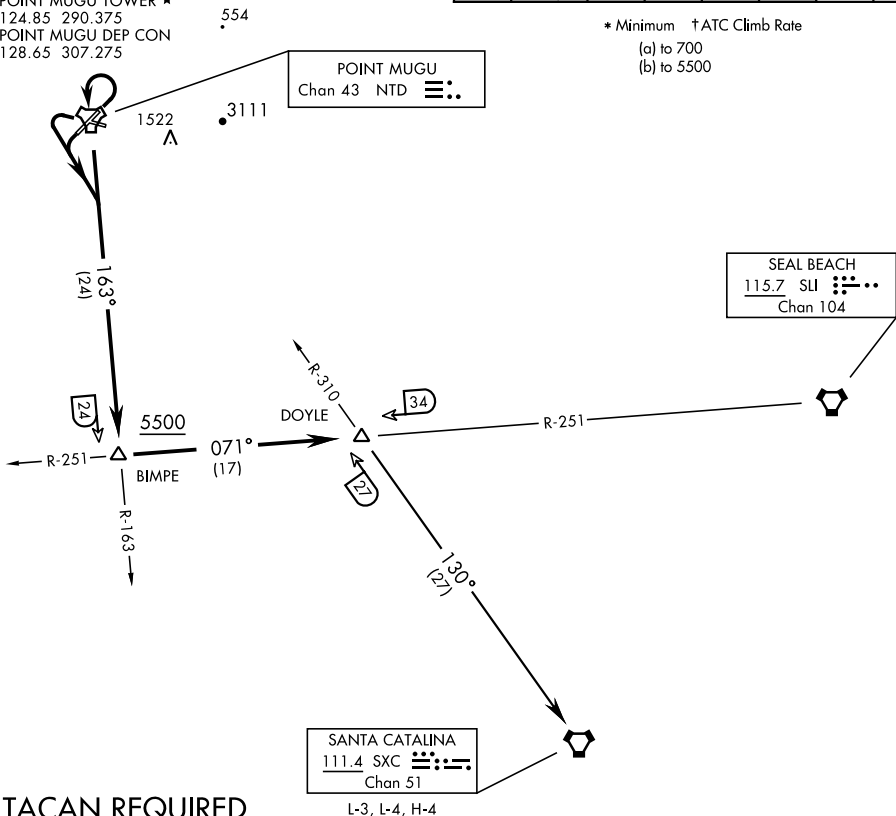 POINT MUGU TOWER ★
124.85 290.375
POINT MUGU DEP CON
128.65 307.275
554
* Minimum † ATC Climb Rate
(a) to 700
(b) to 5500
POINT MUGU
Chan 43 NTD
1522
3111
163°
(24)
SEAL BEACH
115.7 SLI
Chan 104
R-310
34
24
5500
DOYLE
R-251
071°
(17)
R-251
BIMPE
27
R-163
130°
(27)
SANTA CATALINA
111.4 SXC
Chan 51
L-3, L-4, H-4
TACAN REQUIRED